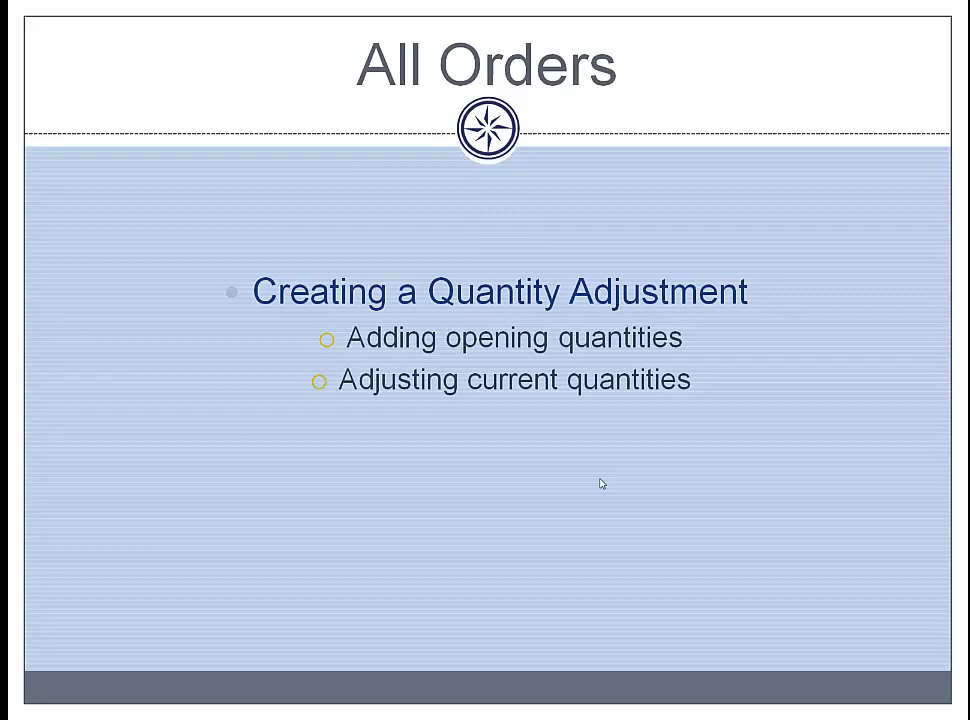 All Orders
Creating a Quantity Adjustment
Adding opening quantities
Adjusting current quantities